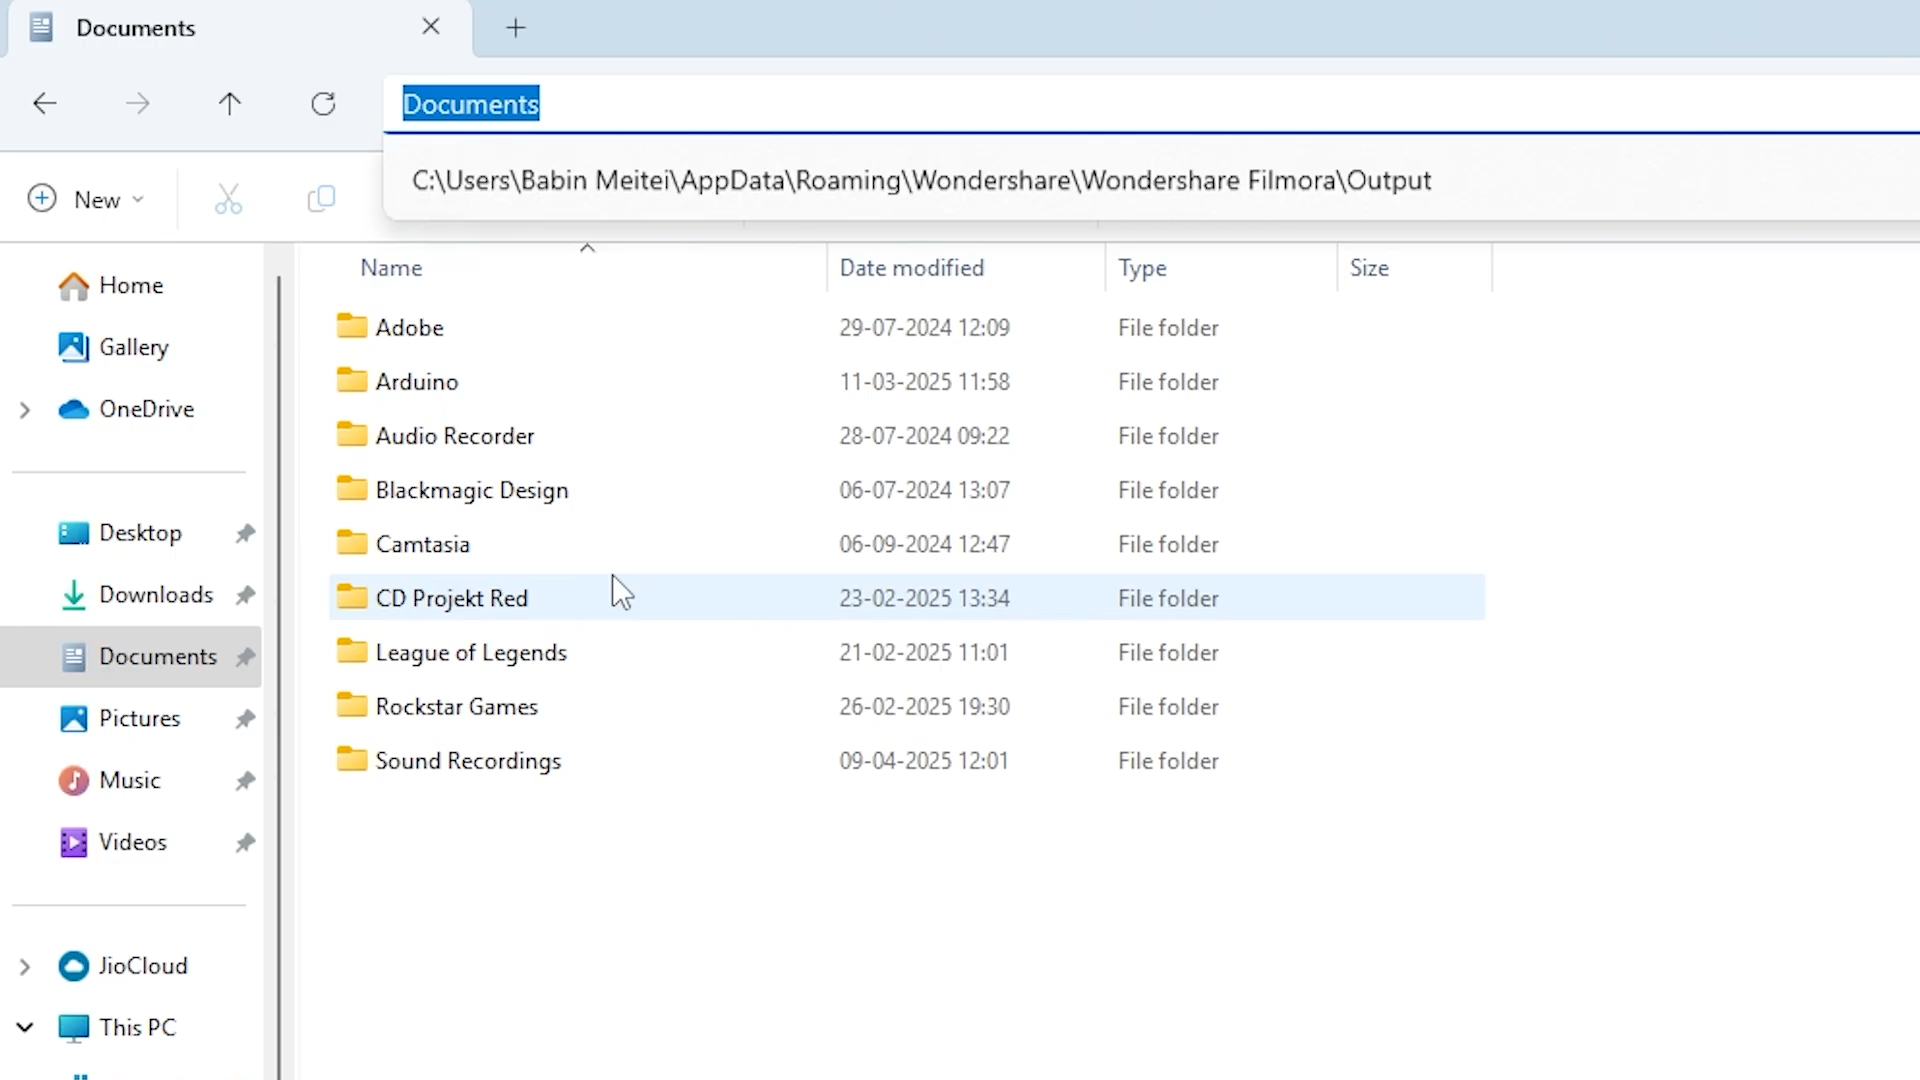 Documents
Documents
C:\Users\Babin Meitei\AppData\Roaming\Wondershare\Wondershare Filmora\Output
New
Name Date modified Type Size
Home
Gallery
OneDrive
Desktop
Downloads
Documents
Pictures
Music
Videos
JioCloud
This PC
Adobe 29-07-2024 12:09 File folder
Arduino 11-03-2025 11:58 File folder
Audio Recorder 28-07-2024 09:22 File folder
Blackmagic Design 06-07-2024 13:07 File folder
Camtasia 06-09-2024 12:47 File folder
CD Projekt Red 23-02-2025 13:34 File folder
League of Legends 21-02-2025 11:01 File folder
Rockstar Games 26-02-2025 19:30 File folder
Sound Recordings 09-04-2025 12:01 File folder